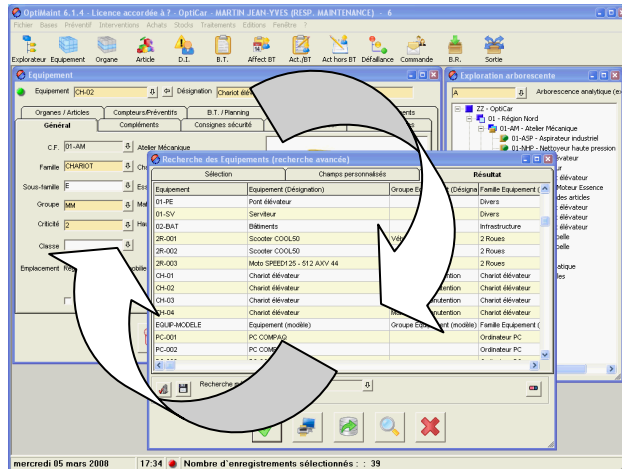 OptiMaint 6.1.4 - Licence accordée à ? - OptiCar - MARTIN JEAN-YVES (RESP. MAINTENANCE) - 6
Fichier Bases Préventif Interventions Achats Stocks Traitements Editions Fenêtre ?
Explorateur Equipement Organe Article D.I. B.T. Affect BT Act./BT Act hors BT Défaillance Commande B.R. Sortie
Equipement
Equipement CH-02 Désignation Chariot
Organes / Articles Compteurs/Préventifs B.T. / Planning
Général Compléments Consignes sécurité
C.F. 01-AM Atelier Mécanique
Famille CHARIOT
Sous-famille E
Groupe MM
Criticité 2
Classe
Emplacement
Exploration arborescente
A Arborescence analytique
ZZ - OptiCar
01 - Région Nord
01-AM - Atelier Mécanique
01-ASP - Aspirateur industriel
01-NHP - Nettoyeur haute pression
Moteur Essence
des articles
élévateur
élévateur
élévateur
Recherche des Equipements (recherche avancée)
Sélection Champs personnalisés Résultat
Equipement Equipement (Désignation) Famille Equipement (
01-PE Pont élévateur Divers
01-SV Serviteur Divers
02-BAT Bâtiments Infrastructure
2R-001 Scooter COOL50 2 Roues
2R-002 Scooter COOL50 2 Roues
2R-003 Moto SPEED125 - 512 AXV 44 2 Roues
CH-01 Chariot élévateur Chariot élévateur
CH-02 Chariot élévateur Chariot élévateur
CH-03 Chariot élévateur Chariot élévateur
CH-04 Chariot élévateur Chariot élévateur
EQUIP-MODELE Equipement (modèle) Groupe Equipement (modèle) Famille Equipement (
PC-001 PC COMPAQ Ordinateur PC
PC-002 Ordinateur PC
Recherche
mercredi 05 mars 2008 17:34 Nombre d'enregistrements sélectionnés : : 39